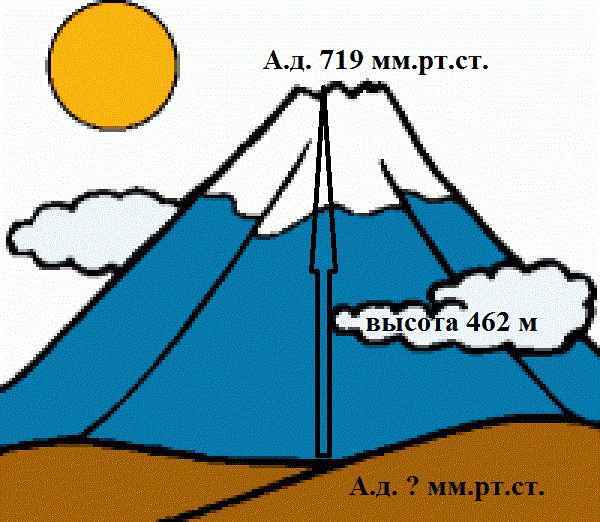 А.д. 719 мм.рт.ст.
высота 462 м
А.д. ? мм.рт.ст.